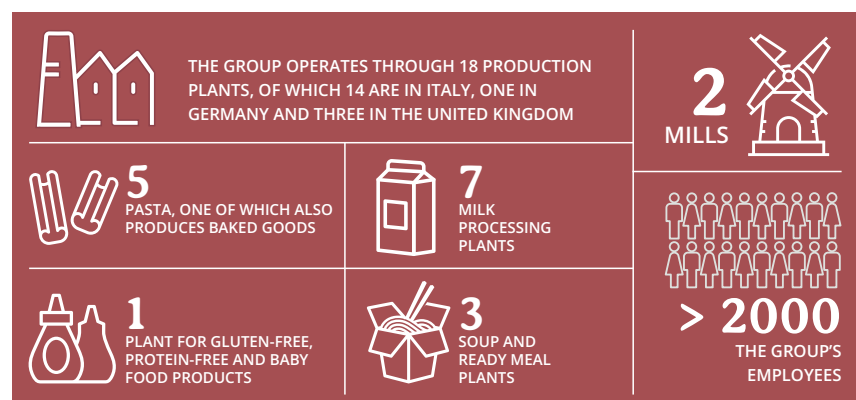 THE GROUP OPERATES THROUGH 18 PRODUCTION
PLANTS, OF WHICH 14 ARE IN ITALY, ONE IN
GERMANY AND THREE IN THE UNITED KINGDOM
2
MILLS
5
PASTA, ONE OF WHICH ALSO
PRODUCES BAKED GOODS
7
MILK
PROCESSING
PLANTS
1
PLANT FOR GLUTEN-FREE,
PROTEIN-FREE AND BABY
FOOD PRODUCTS
3
SOUP AND
READY MEAL
PLANTS
> 2000
THE GROUP'S
EMPLOYEES